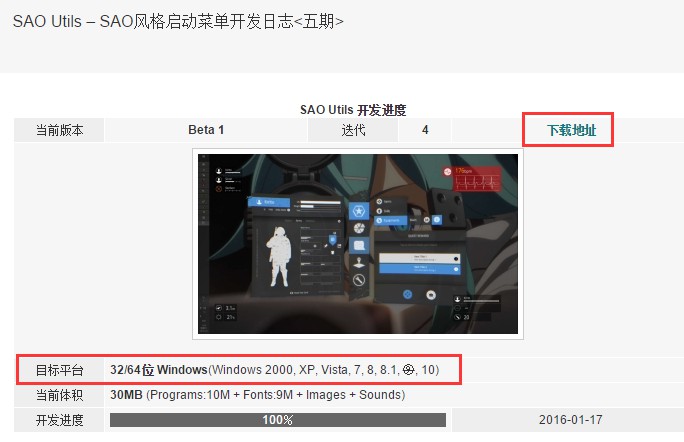 SAO Utils – SAO风格启动菜单开发日志<五期>
SAO Utils 开发进度
当前版本 Beta 1 迭代 4 下载地址
目标平台 32/64位 Windows(Windows 2000, XP, Vista, 7, 8, 8.1, , 10)
当前体积 30MB (Programs:10M + Fonts:9M + Images + Sounds)
开发进度 100% 2016-01-17